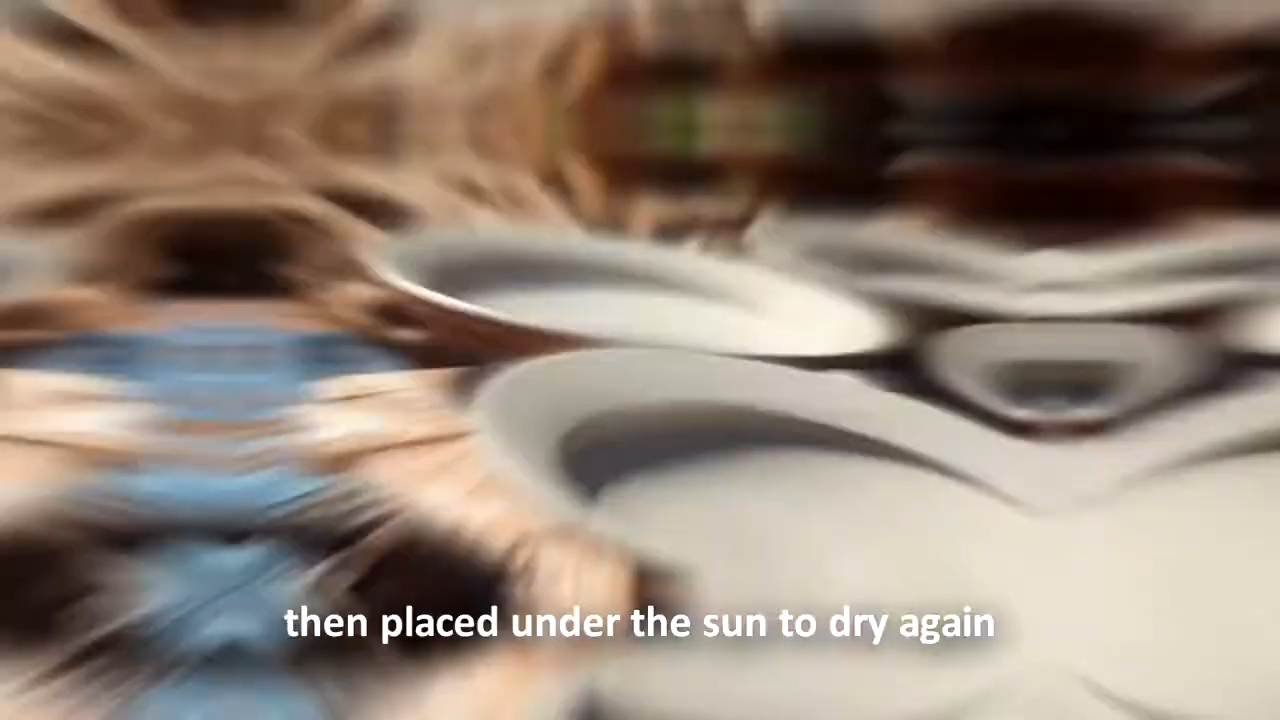 then placed under the sun to dry again